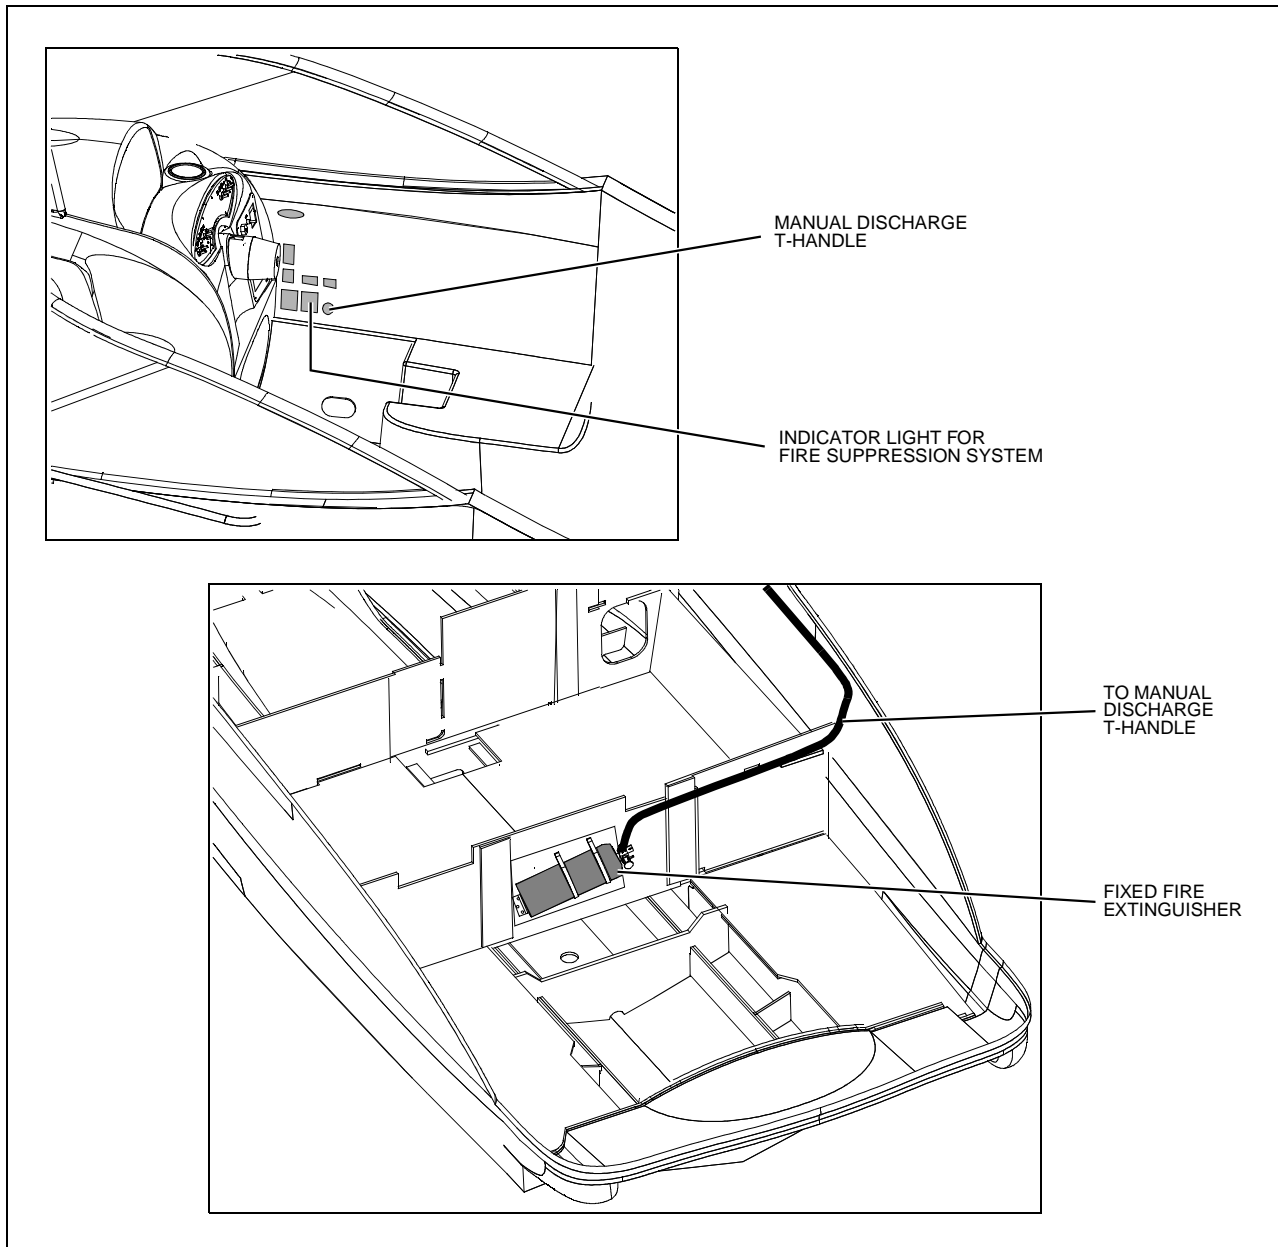 MANUAL DISCHARGE
T-HANDLE
INDICATOR LIGHT FOR
FIRE SUPPRESSION SYSTEM
TO MANUAL
DISCHARGE
T-HANDLE
FIXED FIRE
EXTINGUISHER